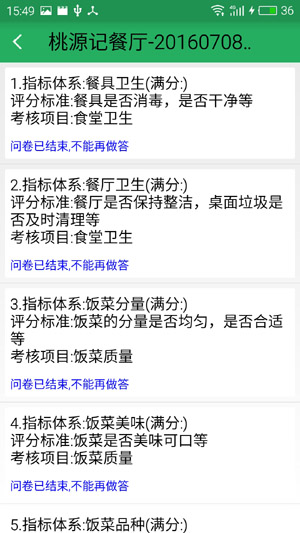 15:49
4G
36
桃源记餐厅-20160708..
1.指标体系:餐具卫生(满分:)
评分标准:餐具是否消毒，是否干净等
考核项目:食堂卫生
问卷已结束,不能再做答
2.指标体系:餐厅卫生(满分:)
评分标准:餐厅是否保持整洁，桌面垃圾是
否及时清理等
考核项目:食堂卫生
问卷已结束,不能再做答
3.指标体系:饭菜分量(满分:)
评分标准:饭菜的分量是否均匀，是否合适
等
考核项目:饭菜质量
问卷已结束,不能再做答
4.指标体系:饭菜美味(满分:)
评分标准:饭菜是否美味可口等
考核项目:饭菜质量
问卷已结束,不能再做答
5.指标体系:饭菜品种(满分:)